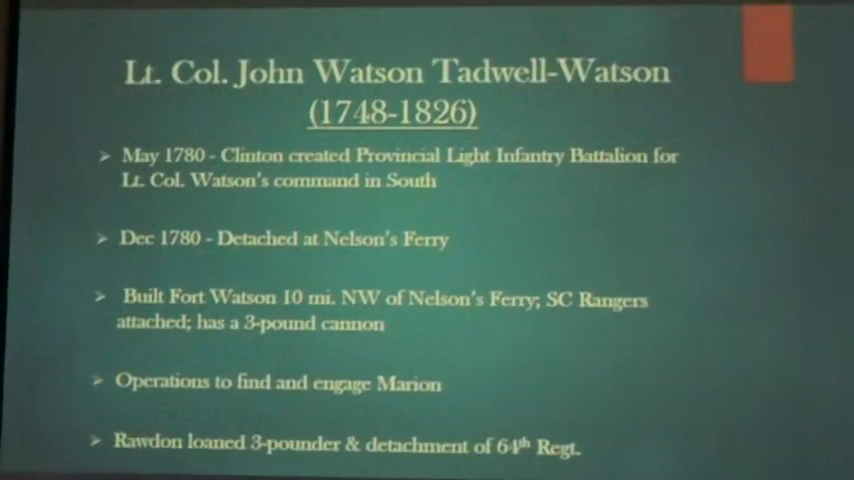 Lt. Col. John Watson Tadwell-Watson
(1748-1826)
➢ May 1780 - Clinton created Provincial Light Infantry Battalion for
Lt. Col. Watson's command in South
➢ Dec 1780 - Detached at Nelson's Ferry
➢ Built Fort Watson 10 mi. NW of Nelson's Ferry; SC Rangers
attached; has a 3-pound cannon
➢ Operations to find and engage Marion
➢ Rawdon loaned 3-pounder & detachment of 64th Regt.